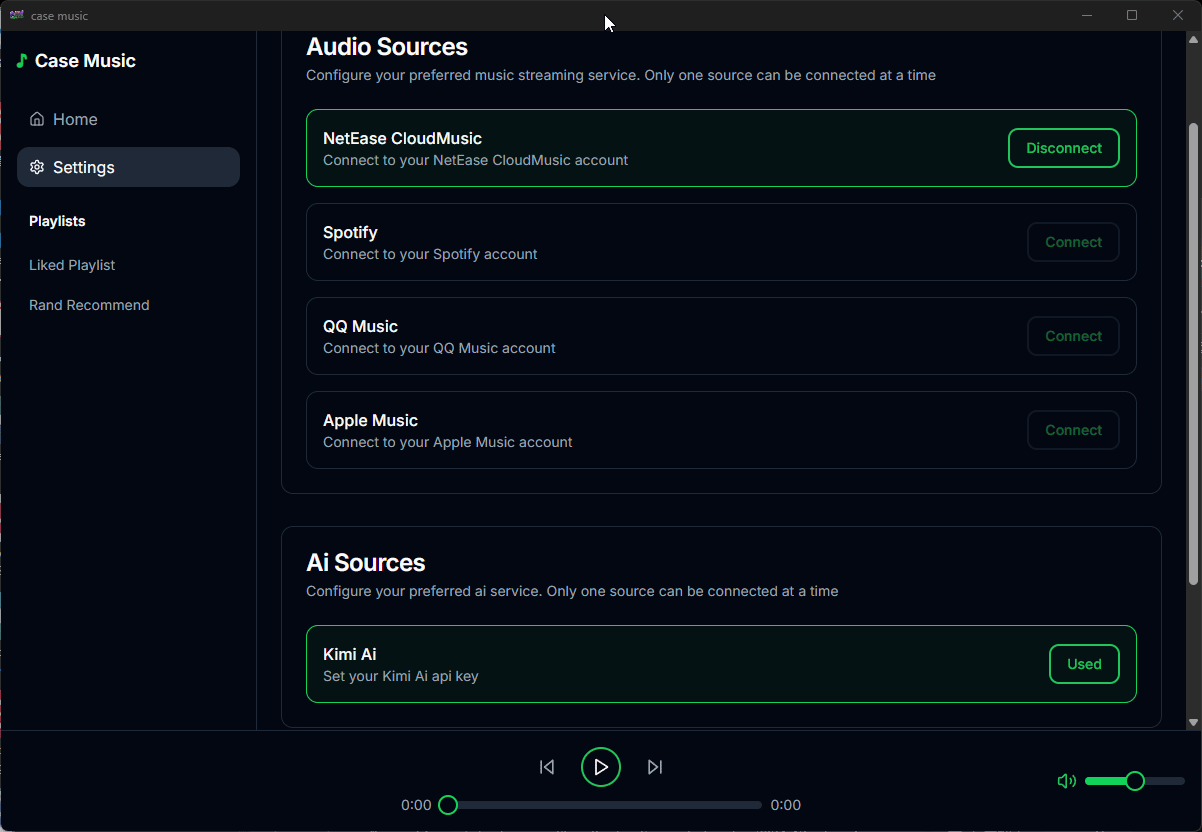 case music
Case Music
Home
Settings
Playlists
Liked Playlist
Rand Recommend
Audio Sources
Configure your preferred music streaming service. Only one source can be connected at a time
NetEase CloudMusic
Connect to your NetEase CloudMusic account
Disconnect
Spotify
Connect to your Spotify account
Connect
QQ Music
Connect to your QQ Music account
Connect
Apple Music
Connect to your Apple Music account
Connect
Ai Sources
Configure your preferred ai service. Only one source can be connected at a time
Kimi Ai
Set your Kimi Ai api key
Used
0:00
0:00